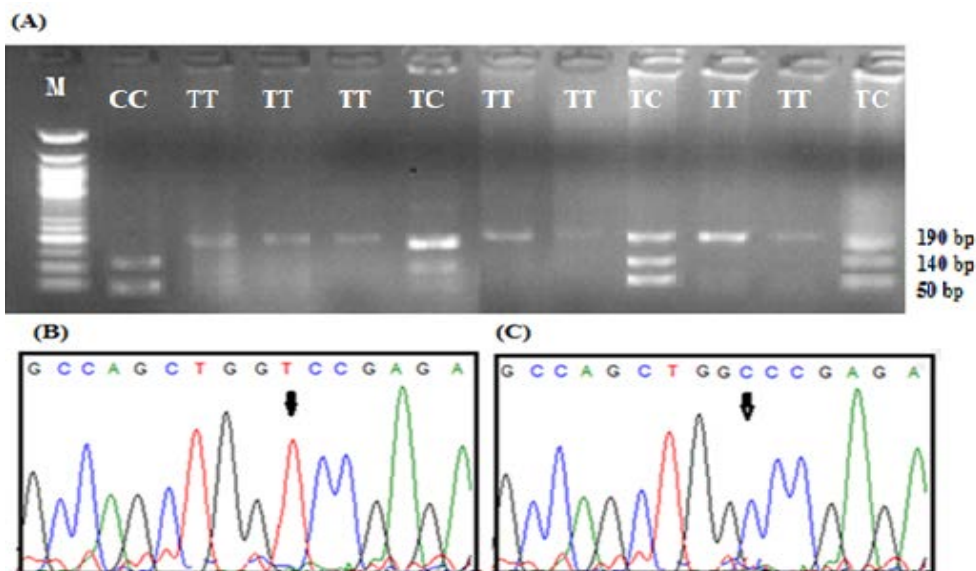 (A)
M CC TT TT TT TC TT TT TC TT TT TC
190 bp
140 bp
50 bp
(B) (C)
G C C A G C T G G T C C G A G A
G C C A G C T G G C C C G A G A